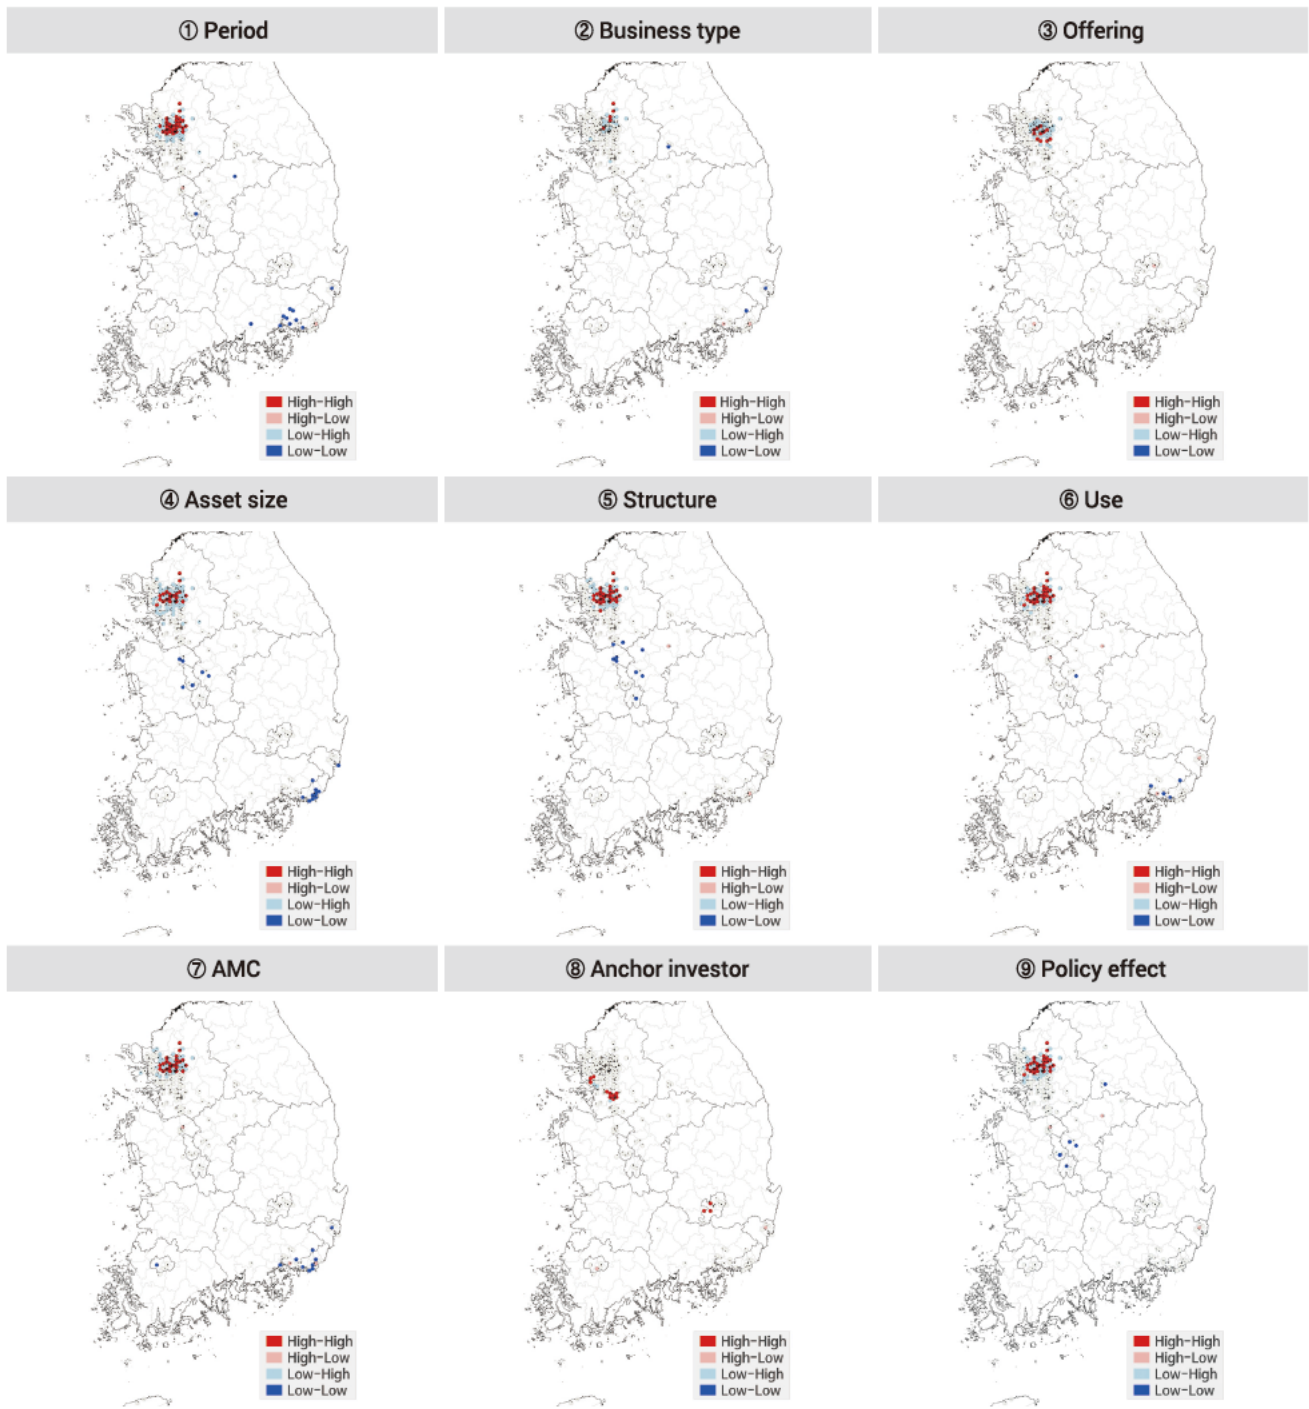 ① Period
② Business type
③ Offering
High-High
High-Low
Low-High
Low-Low
High-High
High-Low
Low-High
Low-Low
High-High
High-Low
Low-High
Low-Low
④ Asset size
⑤ Structure
⑥ Use
High-High
High-Low
Low-High
Low-Low
High-High
High-Low
Low-High
Low-Low
High-High
High-Low
Low-High
Low-Low
⑦ AMC
⑧ Anchor investor
⑨ Policy effect
High-High
High-Low
Low-High
Low-Low
High-High
High-Low
Low-High
Low-Low
High-High
High-Low
Low-High
Low-Low